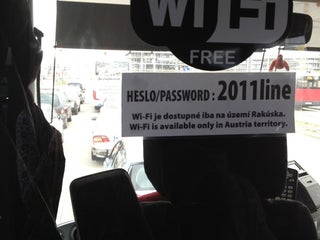 Wi Fi
FREE
HESLO/PASSWORD : 2011line
Wi-Fi je dostupné iba na území Rakúska.
Wi-Fi is available only in Austria territory.